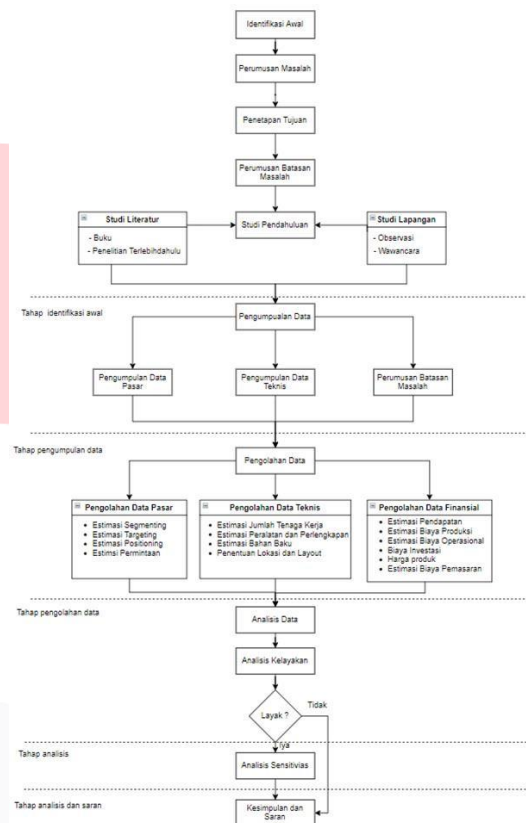 Identifikasi Awal
Perumusan Masalah
Penetapan Tujuan
Perumusan Batasan
Masalah
Studi Literatur
- Buku
- Penelitian Terlebihdahulu
Studi Pendahuluan
Studi Lapangan
- Observasi
- Wawancara
Tahap identifikasi awal
Pengumpualan Data
Pengumpulan Data
Pasar
Pengumpulan Data
Teknis
Perumusan Batasan
Masalah
Tahap pengumpulan data
Pengolahan Data
Pengolahan Data Pasar
• Estimasi Segmenting
• Estimasi Targeting
• Estimasi Positioning
• Estimsi Permintaan
Pengolahan Data Teknis
• Estimasi Jumlah Tenaga Kerja
• Estimasi Peralatan dan Perlengkapan
• Estimasi Bahan Baku
• Penentuan Lokasi dan Layout
Pengolahan Data Finansial
• Estimasi Pendapatan
• Estimasi Biaya Produksi
• Estimasi Biaya Operasional
• Biaya Investasi
• Harga produk
• Estimasi Biaya Pemasaran
Tahap pengolahan data
Analisis Data
Analisis Kelayakan
Layak ?
Tidak
Iya
Tahap analisis
Analisis Sensitivias
Tahap analisis dan saran
Kesimpulan dan
Saran